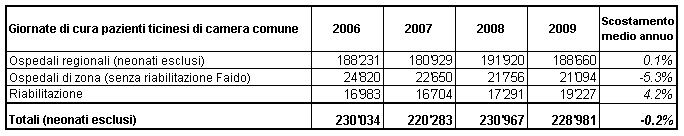 Giornate di cura pazienti ticinesi di camera comune 2006 2007 2008 2009 Scostamento medio annuo
Ospedali regionali (neonati esclusi) 188'231 180'929 191'920 188'660 0.1%
Ospedali di zona (senza riabilitazione Faido) 24'820 22'650 21'756 21'094 -5.3%
Riabilitazione 16'983 16'704 17'291 19'227 4.2%
Totali (neonati esclusi) 230'034 220'283 230'967 228'981 -0.2%